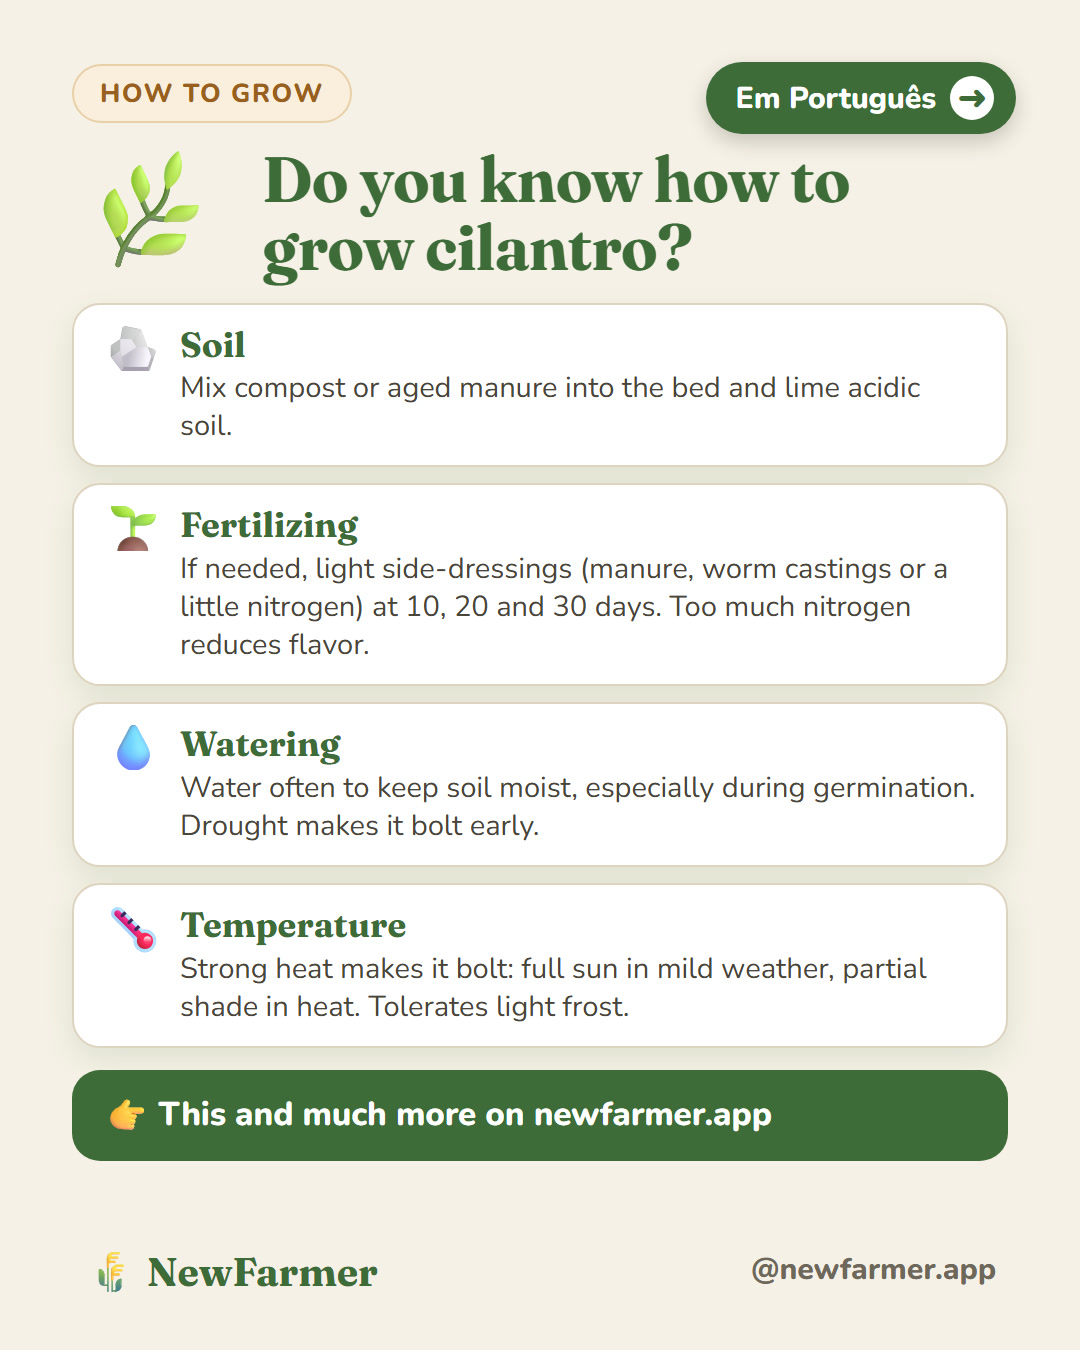 HOW TO GROW
Em Português
Do you know how to
grow cilantro?
Soil
Mix compost or aged manure into the bed and lime acidic
soil.
Fertilizing
If needed, light side-dressings (manure, worm castings or a
little nitrogen) at 10, 20 and 30 days. Too much nitrogen
reduces flavor.
Watering
Water often to keep soil moist, especially during germination.
Drought makes it bolt early.
Temperature
Strong heat makes it bolt: full sun in mild weather, partial
shade in heat. Tolerates light frost.
This and much more on newfarmer.app
NewFarmer
@newfarmer.app